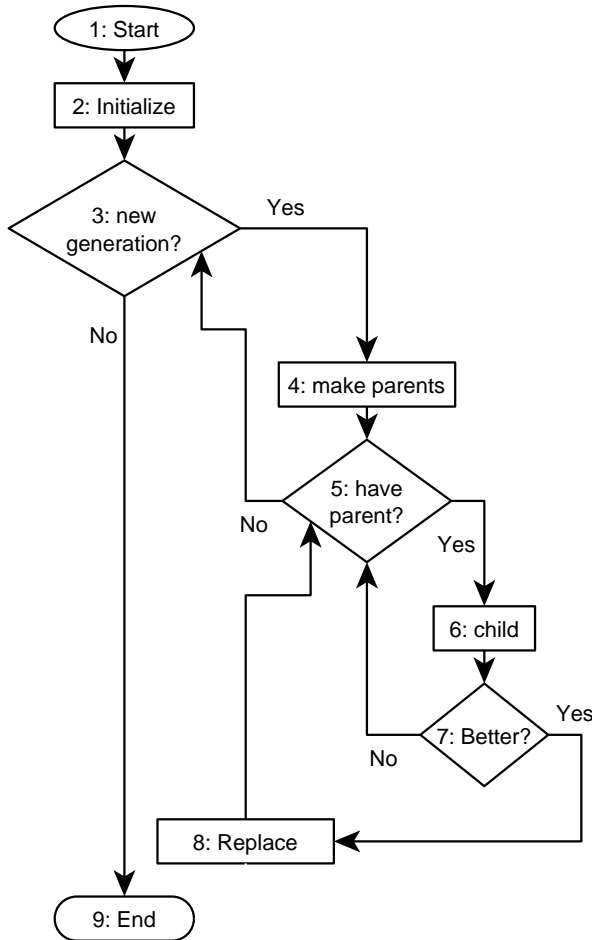 1: Start
2: Initialize
3: new
generation?
Yes
No
4: make parents
5: have
parent?
No
Yes
6: child
7: Better?
Yes
No
8: Replace
9: End